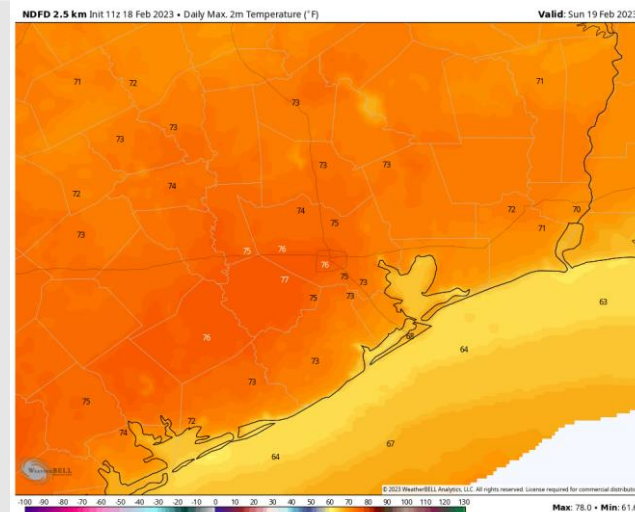 NDFD 2.5 km Init 11z 18 Feb 2023 • Daily Max. 2m Temperature (°F)
Valid: Sun 19 Feb 2023
71 72 71
73
73 73
73 73
72 74
74 72 70
73 75 71
75 76 76
77 75 73
75 73 63
76 68 64
73
73
75 72
74 67
64
WeatherBELL
© 2023 WeatherBELL Analytics, LLC. All rights reserved. License required for commercial distributio
-100 -90 -80 -70 -60 -50 -40 -30 -20 -10 0 10 20 30 40 50 60 70 80 90 100 110 120 130
Max: 78.0 • Min: 61.